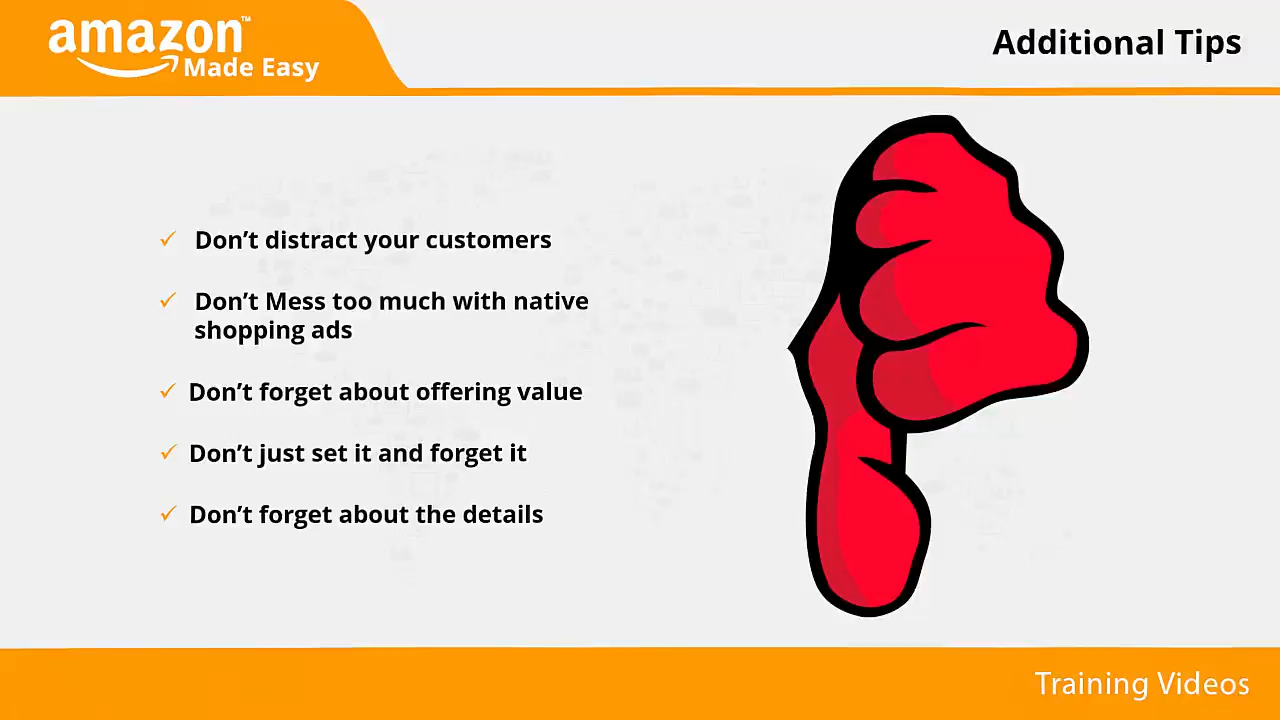 amazon™
Made Easy
Additional Tips
Don’t distract your customers
Don’t Mess too much with native
shopping ads
Don’t forget about offering value
Don’t just set it and forget it
Don’t forget about the details
Training Videos